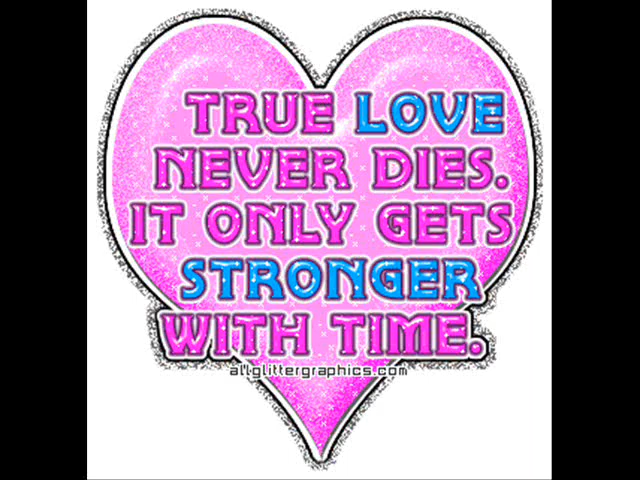 TRUE LOVE
NEVER DIES.
IT ONLY GETS
STRONGER
WITH TIME.
allglittergraphics.com